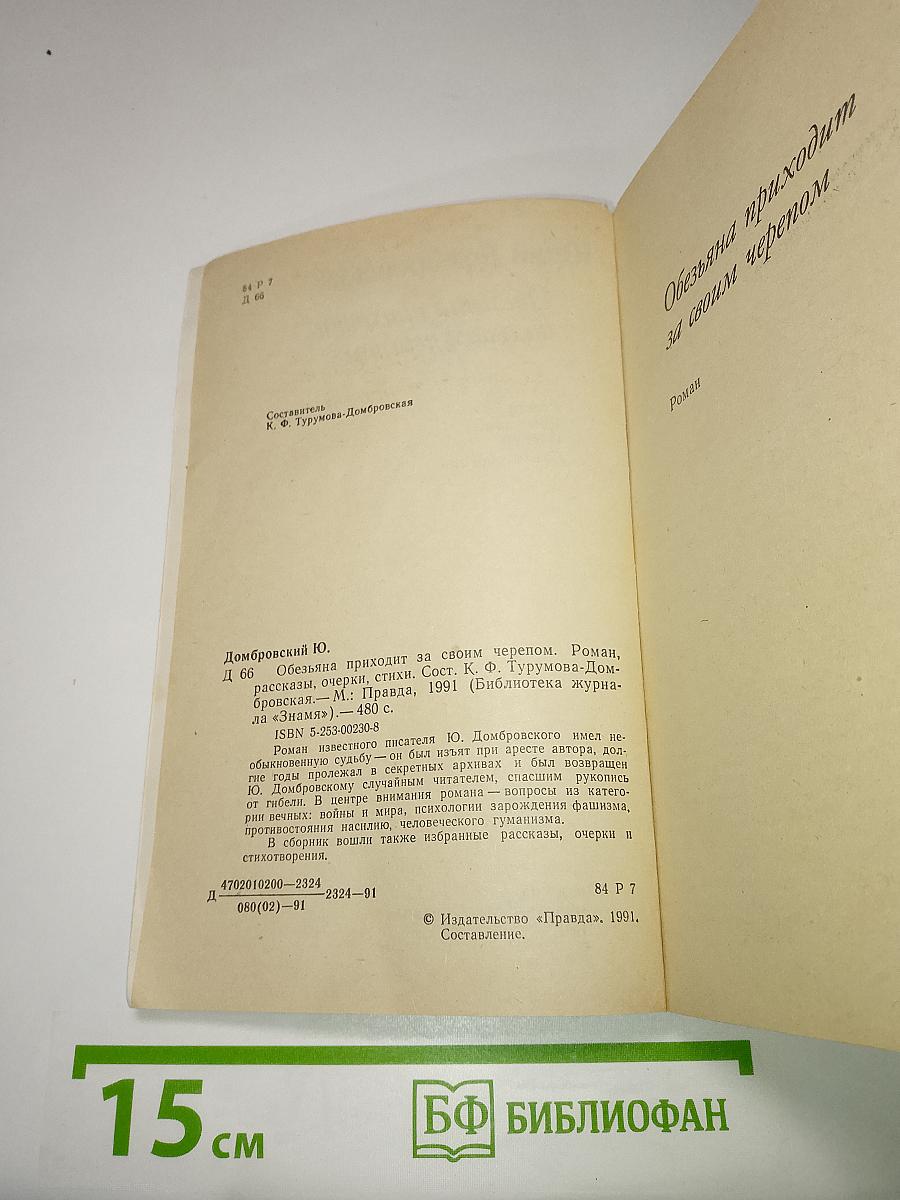 84 Р 7
Д 66
Составитель
К. Ф. Турумова-Домбровская
Домбровский Ю.
Д 66 Обезьяна приходит за своим черепом. Роман,
рассказы, очерки, стихи. Сост. К. Ф. Турумова-Дом-
бровская.— М.: Правда, 1991 (Библиотека журна-
ла «Знамя»).— 480 с.
ISBN 5-253-00230-8
Роман известного писателя Ю. Домбровского имел не-
обыкновенную судьбу — он был изъят при аресте автора, дол-
гие годы пролежал в секретных архивах и был возвращен
Ю. Домбровскому случайным читателем, спасшим рукопись
от гибели. В центре внимания романа — вопросы из катего-
рии вечных: войны и мира, психологии зарождения фашизма,
противостояния насилию, человеческого гуманизма.
В сборник вошли также избранные рассказы, очерки и
стихотворения.
Д 4702010200—2324
080(02)—91
2324—91
84 Р 7
© Издательство «Правда». 1991.
Составление.
Обезьяна приходит
за своим черепом
Роман
15 см
БФ БИБЛИОФАН